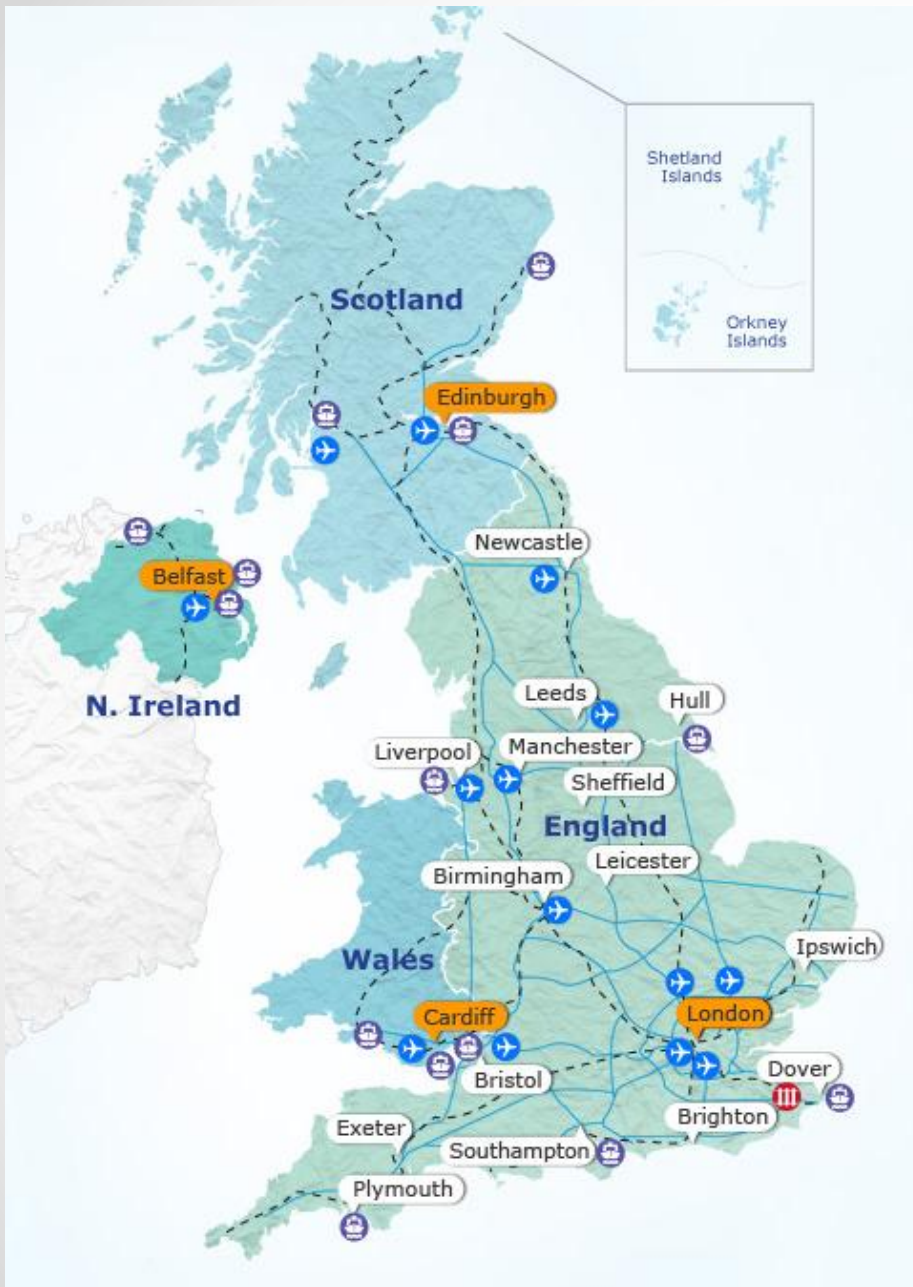 Shetland
Islands
Scotland
Orkney
Islands
Edinburgh
Newcastle
Belfast
N. Ireland
Leeds
Hull
Liverpool
Manchester
Sheffield
England
Leicester
Birmingham
Ipswich
Wales
Cardiff
London
Bristol
Dover
Brighton
Exeter
Southampton
Plymouth